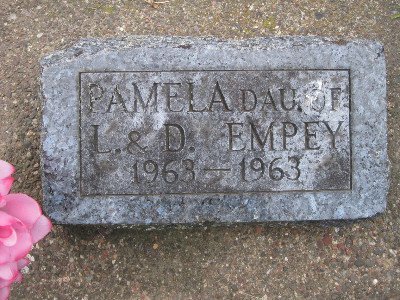 PAMELA DAU. OF
L. & D. EMPEY
1963 — 1963